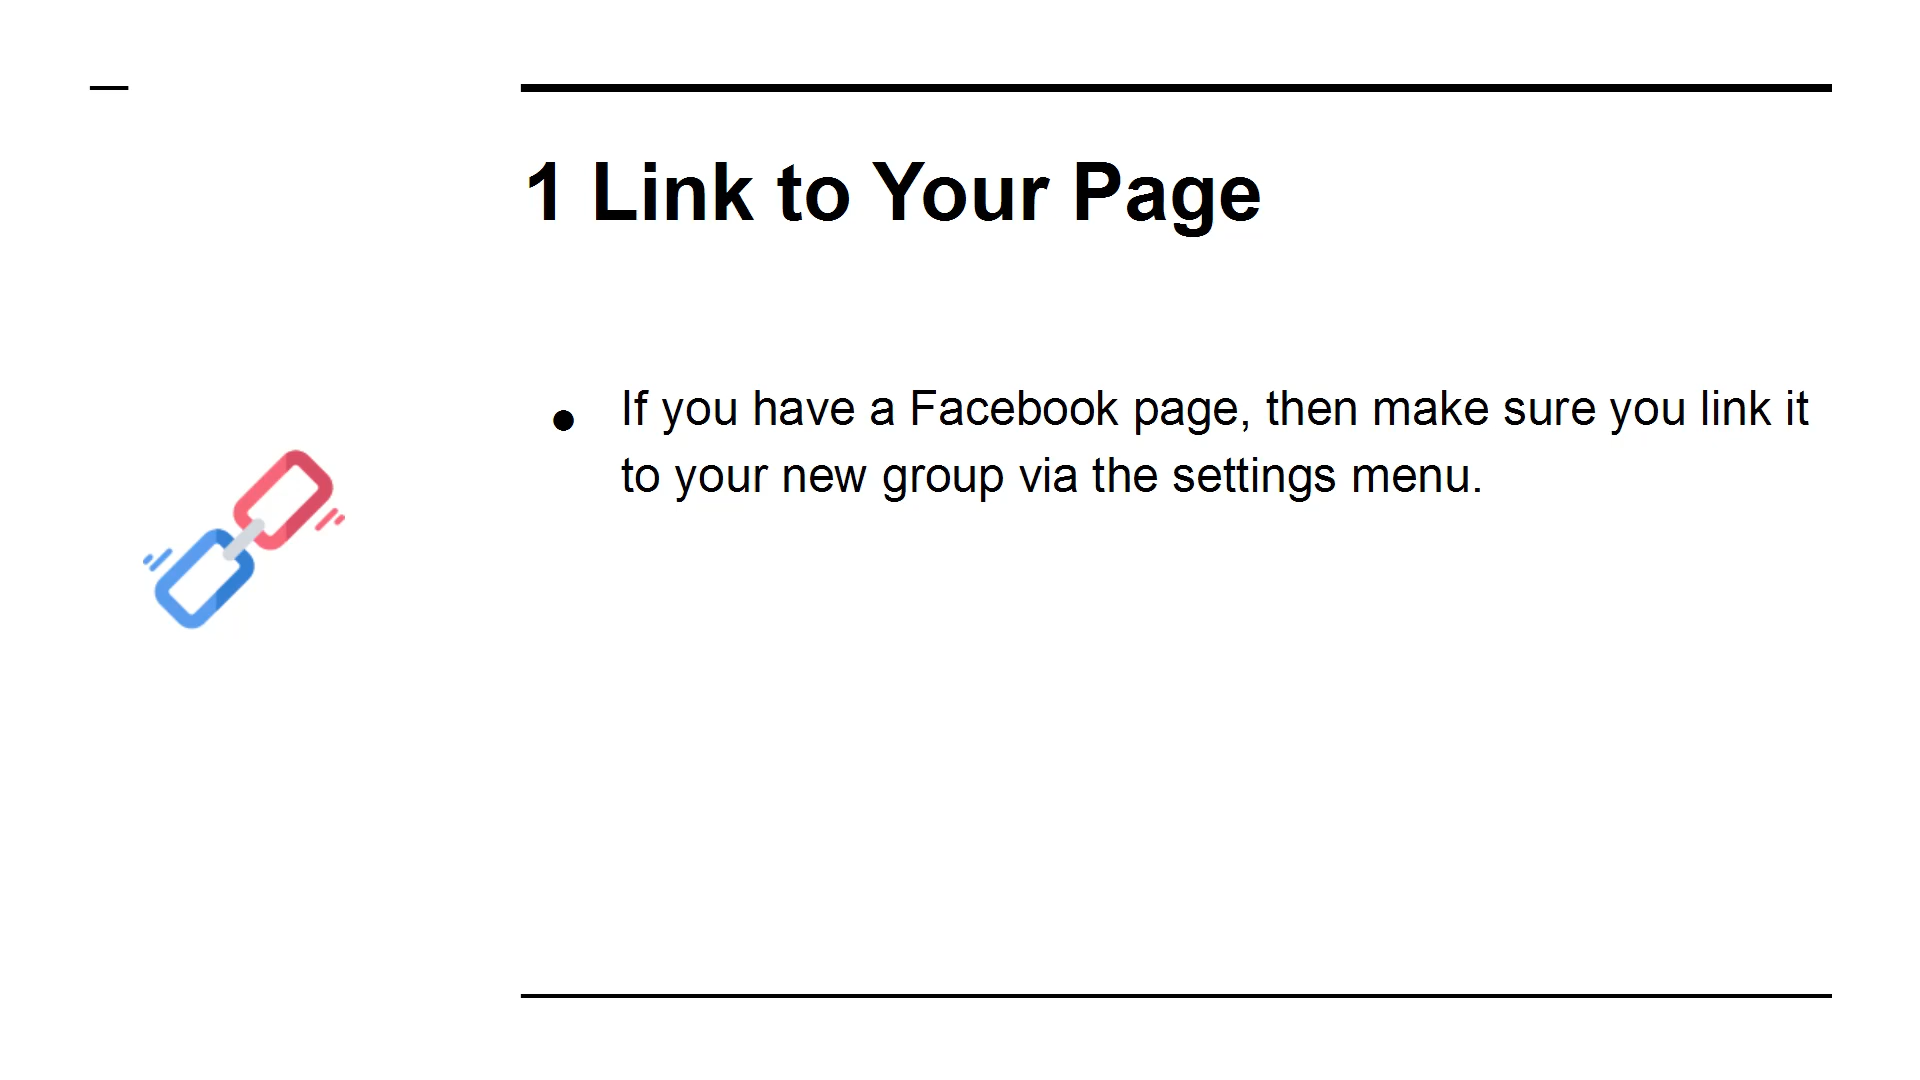 1 Link to Your Page
● If you have a Facebook page, then make sure you link it
to your new group via the settings menu.